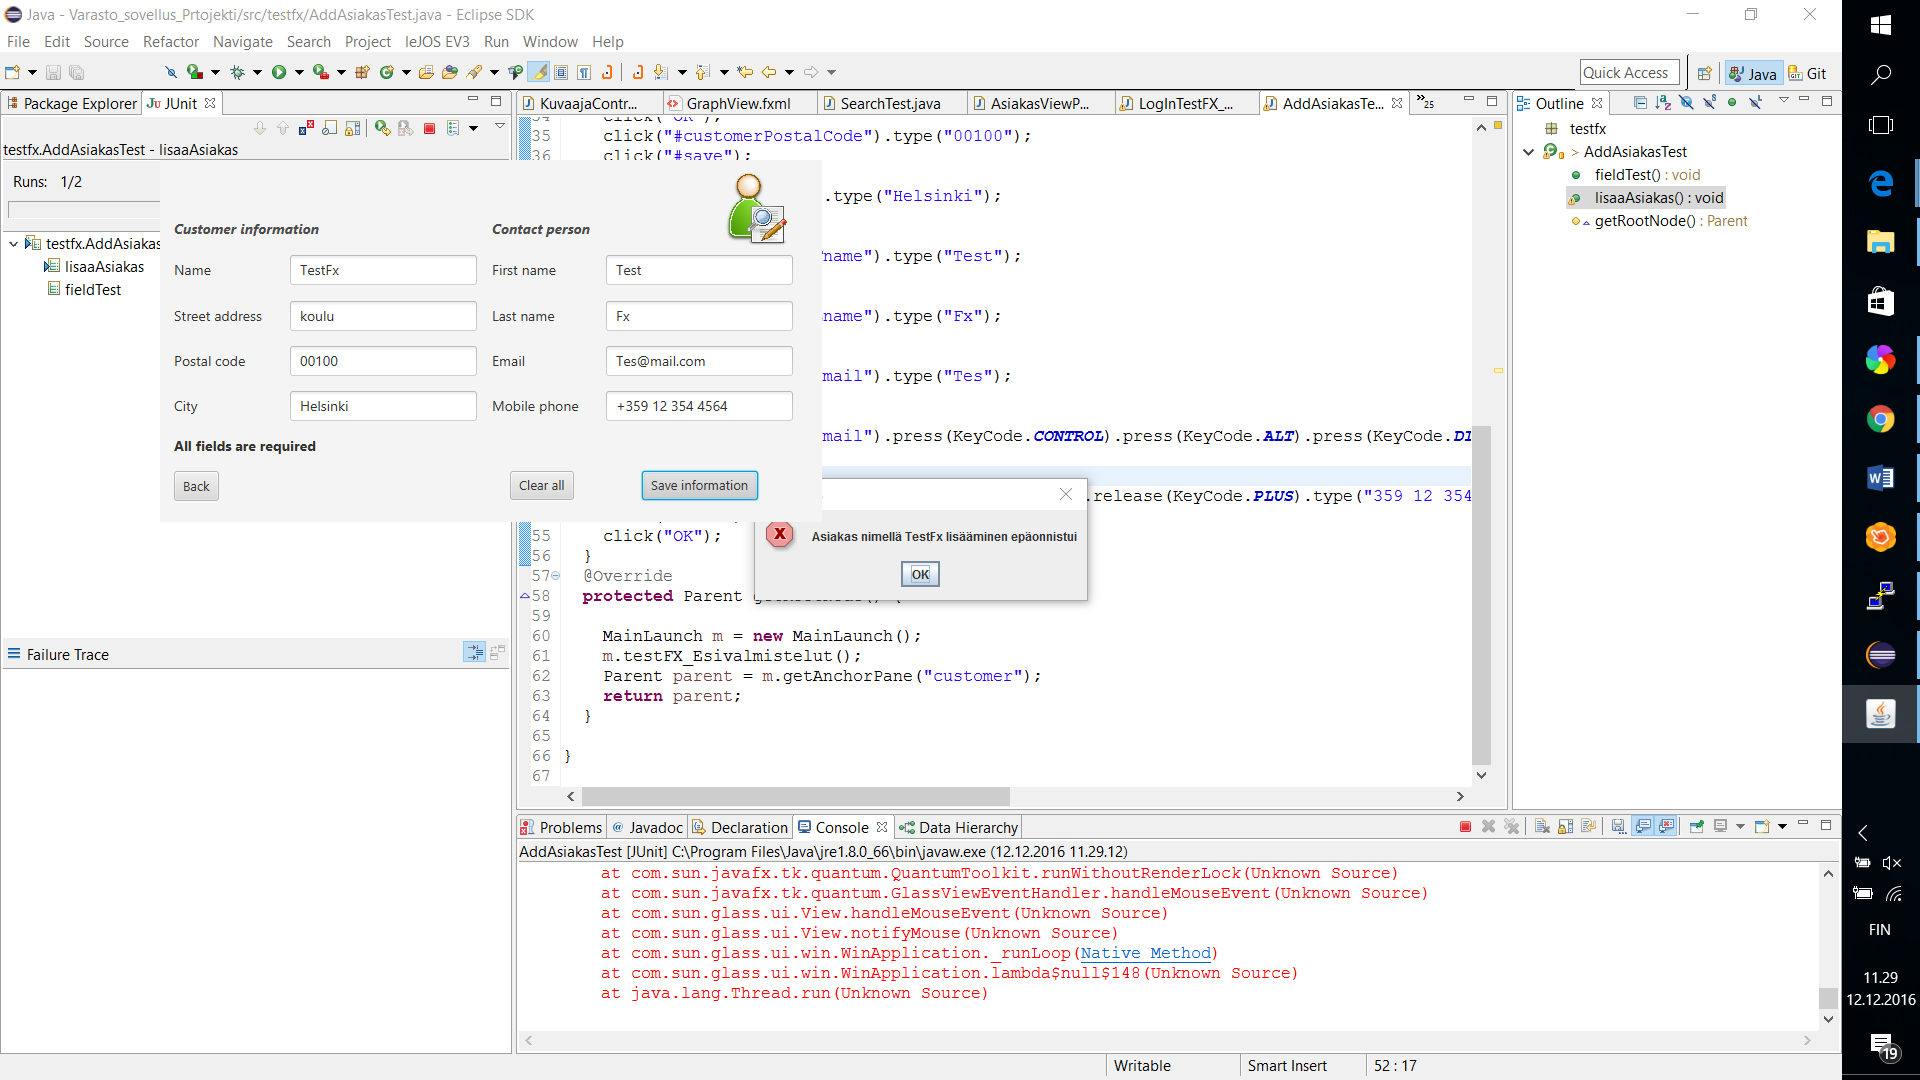 Java - Varasto_sovellus_Prtojekti/src/testfx/AddAsiakasTest.java - Eclipse SDK
File Edit Source Refactor Navigate Search Project leJOS EV3 Run Window Help
Quick Access
Java
Git
Package Explorer
JUnit
testfx.AddAsiakasTest - lisaaAsiakas
Runs: 1/2
testfx.AddAsiakas
lisaaAsiakas
fieldTest
Failure Trace
KuvaajaContr...
GraphView.fxml
SearchTest.java
AsiakasViewP...
LogInTestFX_...
AddAsiakasTe...
»25
34 click("OK");
35 click("#customerPostalCode").type("00100");
36 click("#save");
.type("Helsinki");
name").type("Test");
name").type("Fx");
mail").type("Tes");
mail").press(KeyCode.CONTROL).press(KeyCode.ALT).press(KeyCode.DI
.release(KeyCode.PLUS).type("359 12 354
55 click("OK");
56 }
57 @Override
58 protected Parent
59
60 MainLaunch m = new MainLaunch();
61 m.testFX_Esivalmistelut();
62 Parent parent = m.getAnchorPane("customer");
63 return parent;
64 }
65
66 }
67
Customer information
Contact person
Name TestFx First name Test
Street address koulu Last name Fx
Postal code 00100 Email Tes@mail.com
City Helsinki Mobile phone +359 12 354 4564
All fields are required
Back
Clear all
Save information
Asiakas nimellä TestFx lisääminen epäonnistui
OK
Outline
testfx
> AddAsiakasTest
fieldTest() : void
lisaaAsiakas() : void
getRootNode() : Parent
Problems
@ Javadoc
Declaration
Console
Data Hierarchy
AddAsiakasTest [JUnit] C:\Program Files\Java\jre1.8.0_66\bin\javaw.exe (12.12.2016 11.29.12)
at com.sun.javafx.tk.quantum.QuantumToolkit.runWithoutRenderLock(Unknown Source)
at com.sun.javafx.tk.quantum.GlassViewEventHandler.handleMouseEvent(Unknown Source)
at com.sun.glass.ui.View.handleMouseEvent(Unknown Source)
at com.sun.glass.ui.View.notifyMouse(Unknown Source)
at com.sun.glass.ui.win.WinApplication._runLoop(Native Method)
at com.sun.glass.ui.win.WinApplication.lambda$null$148(Unknown Source)
at java.lang.Thread.run(Unknown Source)
Writable
Smart Insert
52 : 17
FIN
11.29
12.12.2016
19